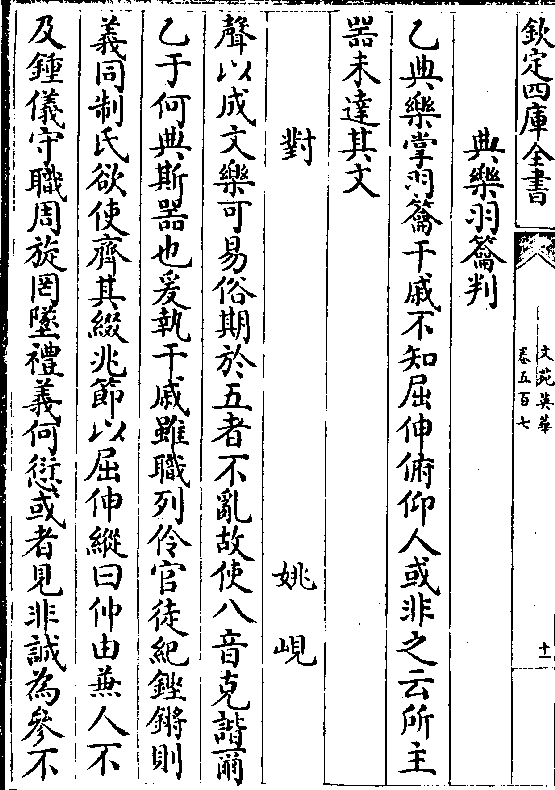 欽定四庫全書
文苑英華
卷五百七
十一
典樂羽籥判
乙典樂掌羽籥干戚不知屈伸俯仰人或非之云所主
器未達其文
對 姚峴
聲以成文樂可易俗期於五者不亂故使八音克諧爾
乙于何典斯器也爰執干戚雖職列伶官徒紀鏗鏘則
義同制氏欲使齊其綴兆節以屈伸縱曰仲由兼人不
及鍾儀守職周旋罔墜禮義何愆或者見非誠為參不